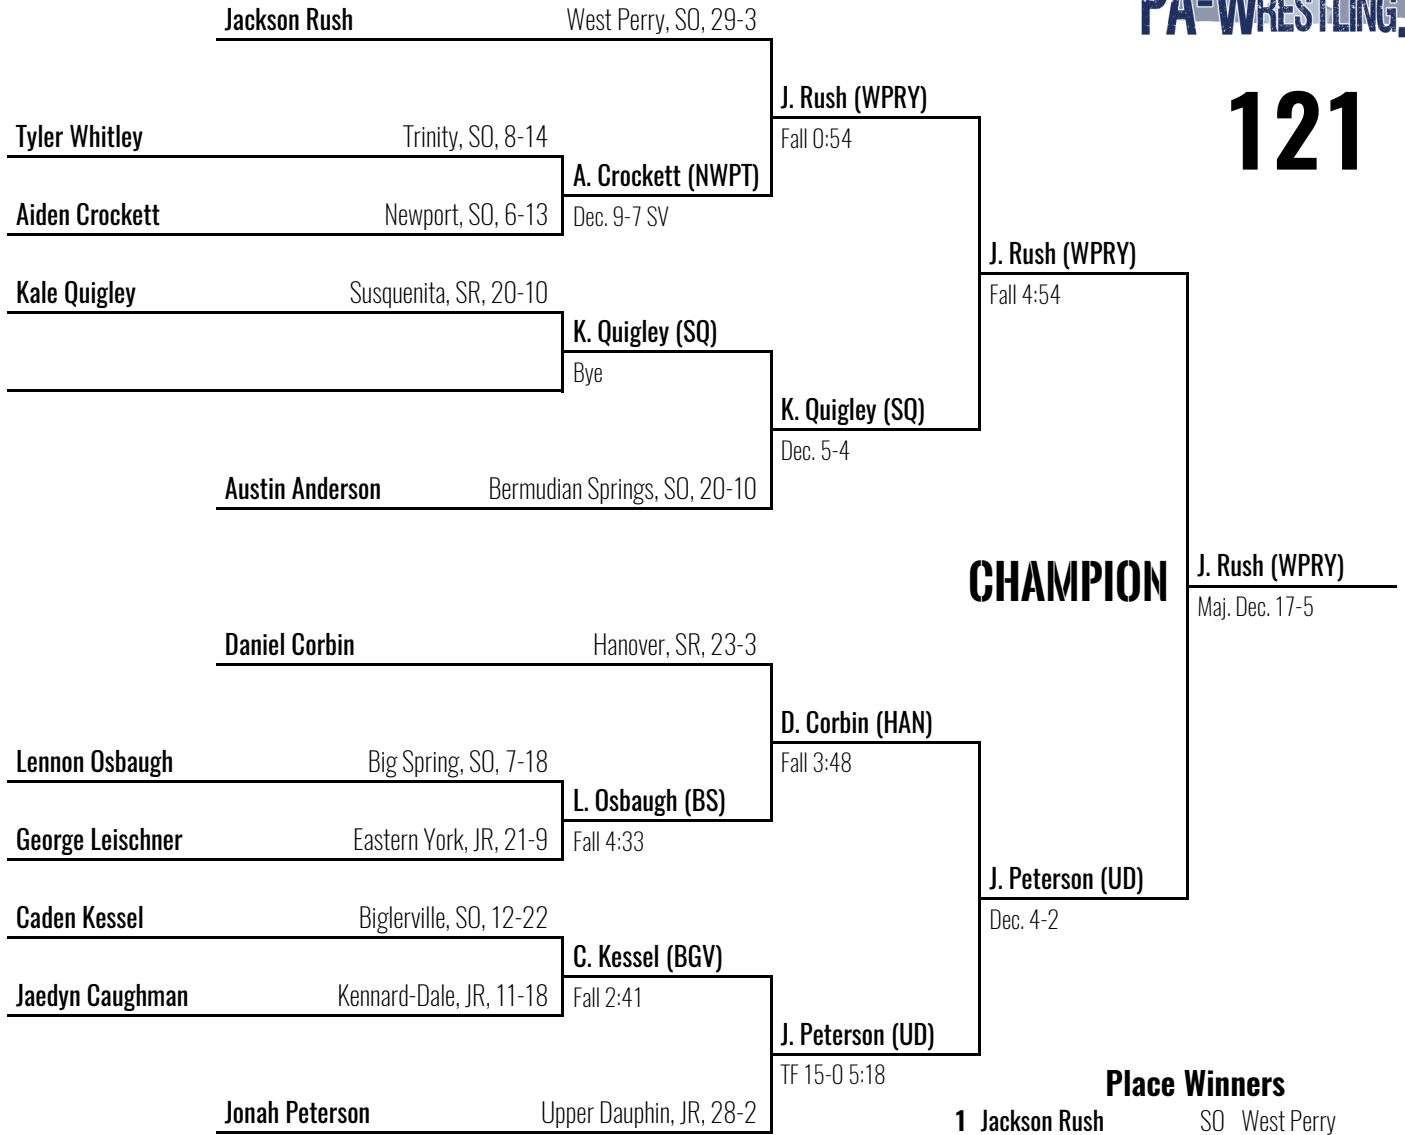 PA-WRESTLING.
121
Jackson Rush West Perry, SO, 29-3
J. Rush (WPRY)
Fall 0:54
Tyler Whitley Trinity, SO, 8-14
A. Crockett (NWPT)
Dec. 9-7 SV
Aiden Crockett Newport, SO, 6-13
J. Rush (WPRY)
Fall 4:54
Kale Quigley Susquenita, SR, 20-10
K. Quigley (SQ)
Bye
K. Quigley (SQ)
Dec. 5-4
Austin Anderson Bermudian Springs, SO, 20-10
CHAMPION
J. Rush (WPRY)
Maj. Dec. 17-5
Daniel Corbin Hanover, SR, 23-3
D. Corbin (HAN)
Fall 3:48
Lennon Osbaugh Big Spring, SO, 7-18
L. Osbaugh (BS)
Fall 4:33
George Leischner Eastern York, JR, 21-9
J. Peterson (UD)
Dec. 4-2
Caden Kessel Biglerville, SO, 12-22
C. Kessel (BGV)
Fall 2:41
Jaedyn Caughman Kennard-Dale, JR, 11-18
J. Peterson (UD)
TF 15-0 5:18
Jonah Peterson Upper Dauphin, JR, 28-2
Place Winners
1 Jackson Rush SO West Perry